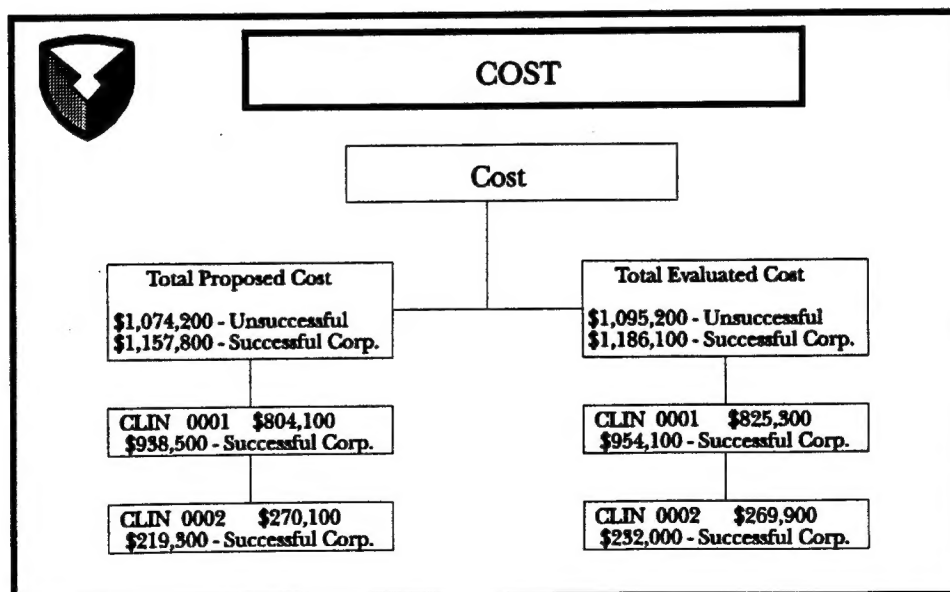 COST
Cost
Total Proposed Cost
$1,074,200 - Unsuccessful
$1,157,800 - Successful Corp.
CLIN 0001 $804,100
$938,500 - Successful Corp.
CLIN 0002 $270,100
$219,300 - Successful Corp.
Total Evaluated Cost
$1,095,200 - Unsuccessful
$1,186,100 - Successful Corp.
CLIN 0001 $825,300
$954,100 - Successful Corp.
CLIN 0002 $269,900
$232,000 - Successful Corp.